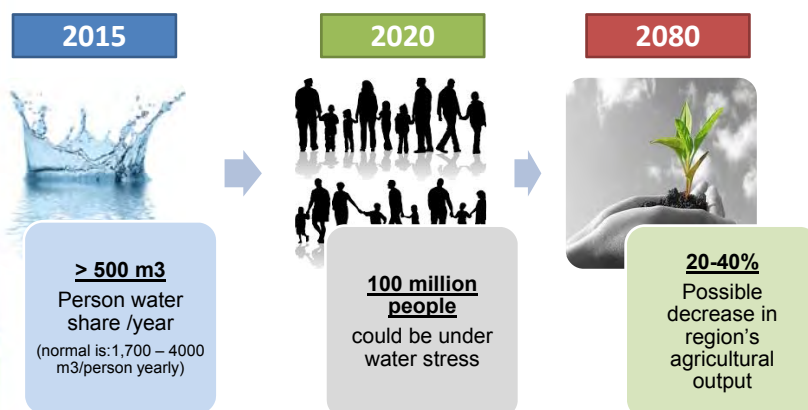 2015
2020
2080
> 500 m3
Person water
share /year
(normal is:1,700 – 4000
m3/person yearly)
100 million
people
could be under
water stress
20-40%
Possible
decrease in
region's
agricultural
output